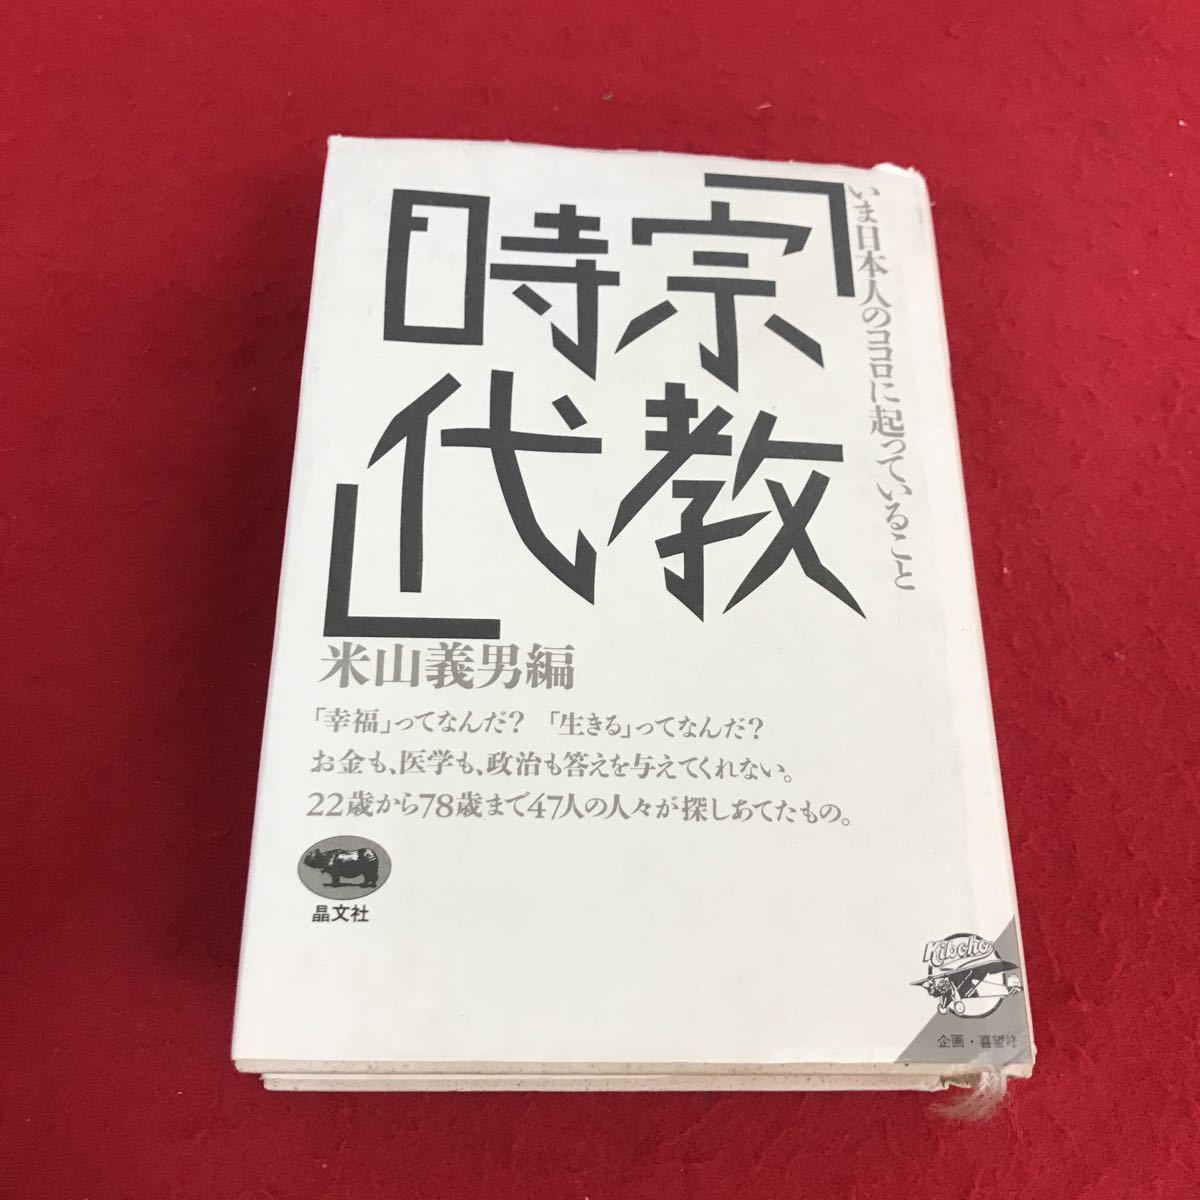 いま日本人のココロに起っていること
「宗教
時代」
米山義男編
「幸福」ってなんだ? 「生きる」ってなんだ?
お金も、医学も、政治も答えを与えてくれない。
22歳から78歳まで47人の人々が探しあてたもの。
晶文社
Kiboho
企画・喜望峰